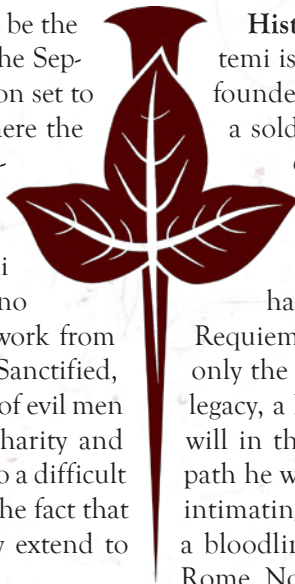 be the
he Sep-
on set to
ere the
-
i
no
work from
Sanctified,
of evil men
harity and
o a difficult
he fact that
y extend to
Hist
temi is
founde
a sold
ha
Requiem
only the
legacy, a
will in th
path he w
intimating
a bloodlin
Rome. No